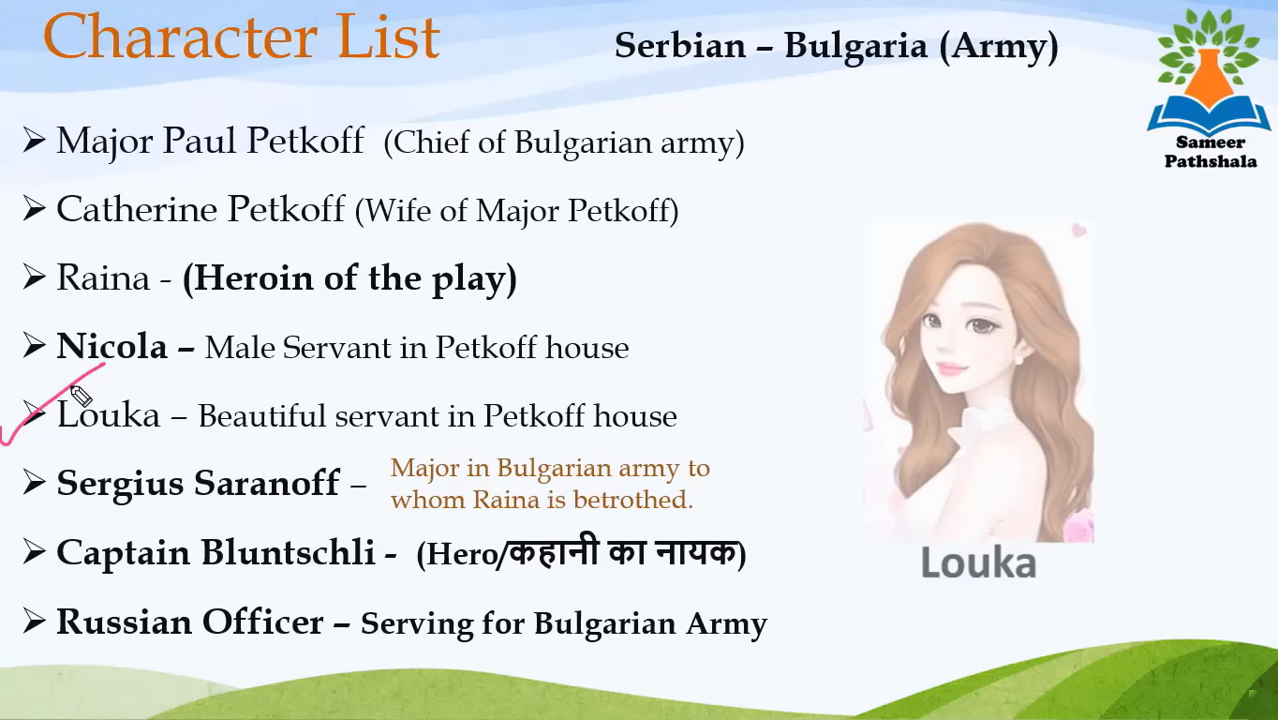 Character List
Serbian – Bulgaria (Army)
Sameer
Pathshala
Major Paul Petkoff (Chief of Bulgarian army)
Catherine Petkoff (Wife of Major Petkoff)
Raina - (Heroin of the play)
Nicola – Male Servant in Petkoff house
Louka – Beautiful servant in Petkoff house
Sergius Saranoff –
Major in Bulgarian army to
whom Raina is betrothed.
Captain Bluntschli - (Hero/कहानी का नायक)
Russian Officer – Serving for Bulgarian Army
Louka